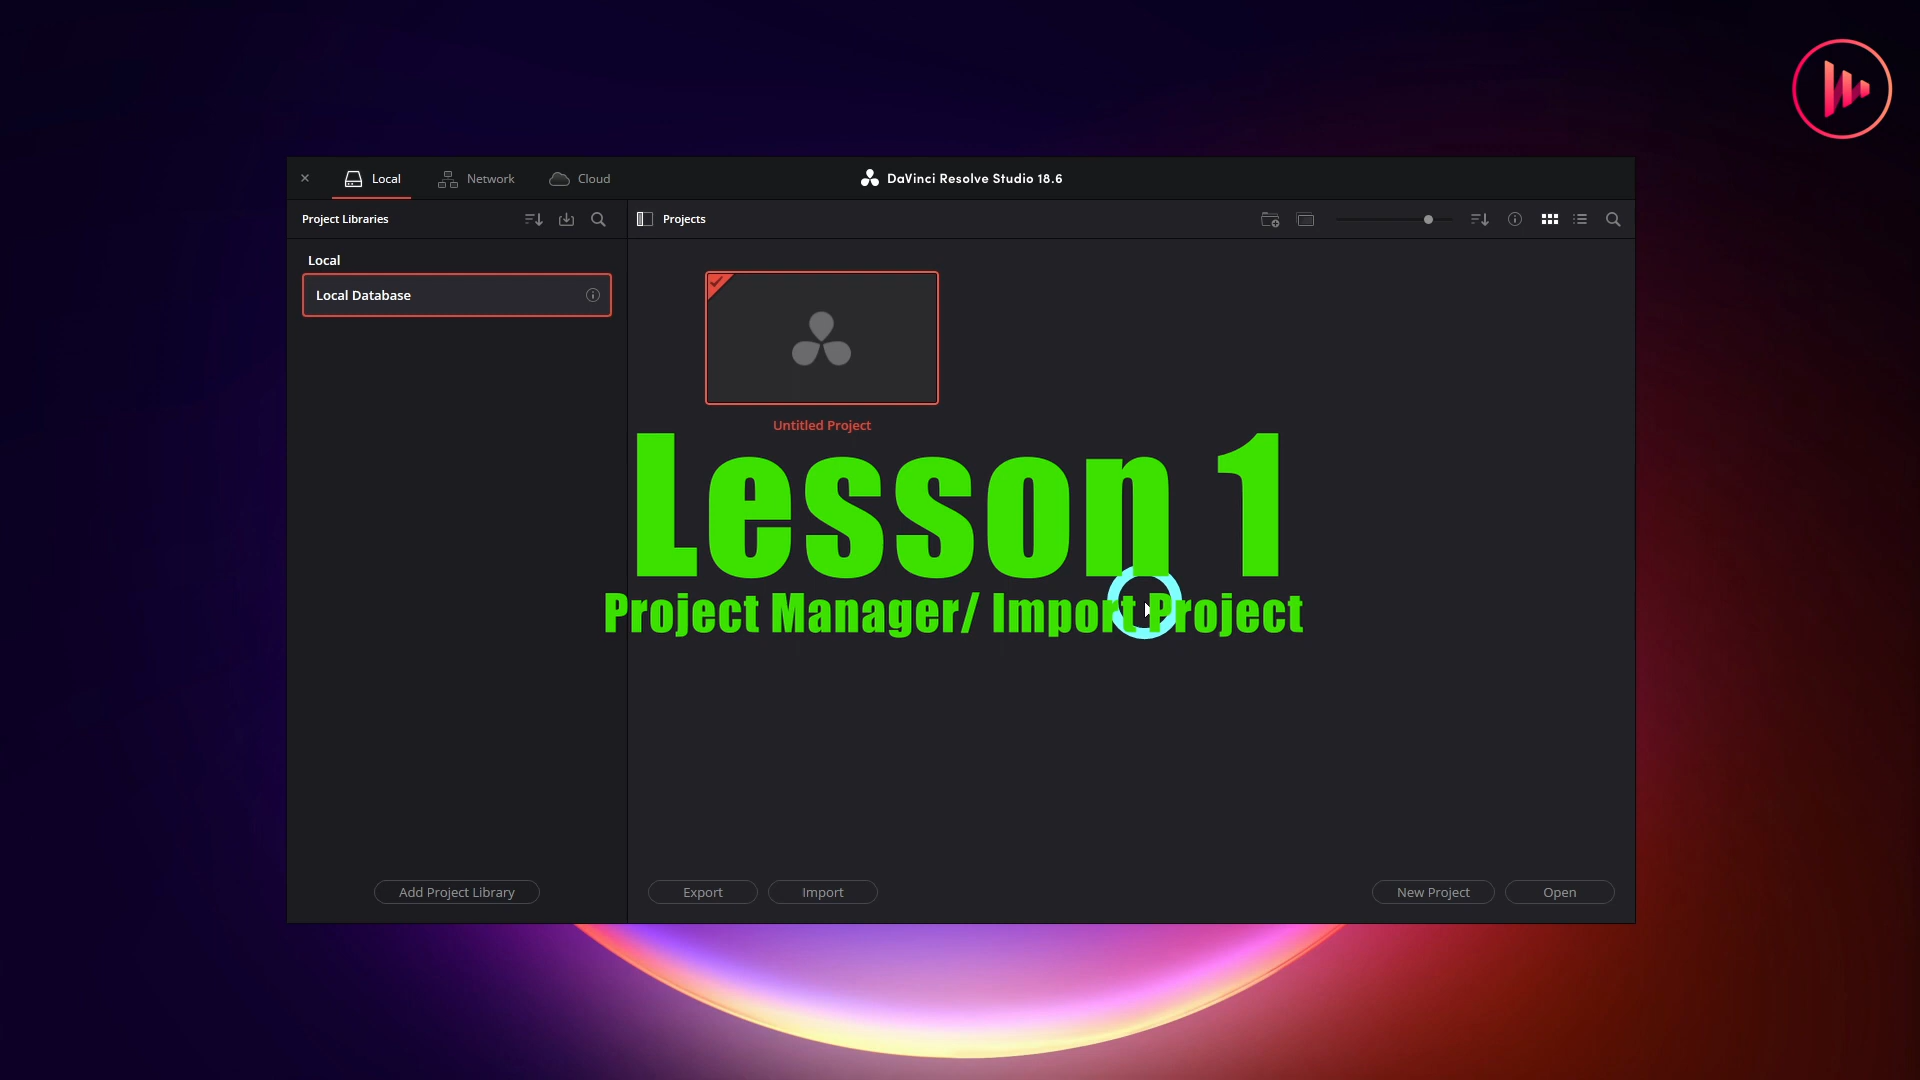 Local Network Cloud DaVinci Resolve Studio 18.6
Project Libraries
Projects
Local
Local Database
Untitled Project
Lesson 1
Project Manager/ Import Project
Add Project Library
Export Import New Project Open